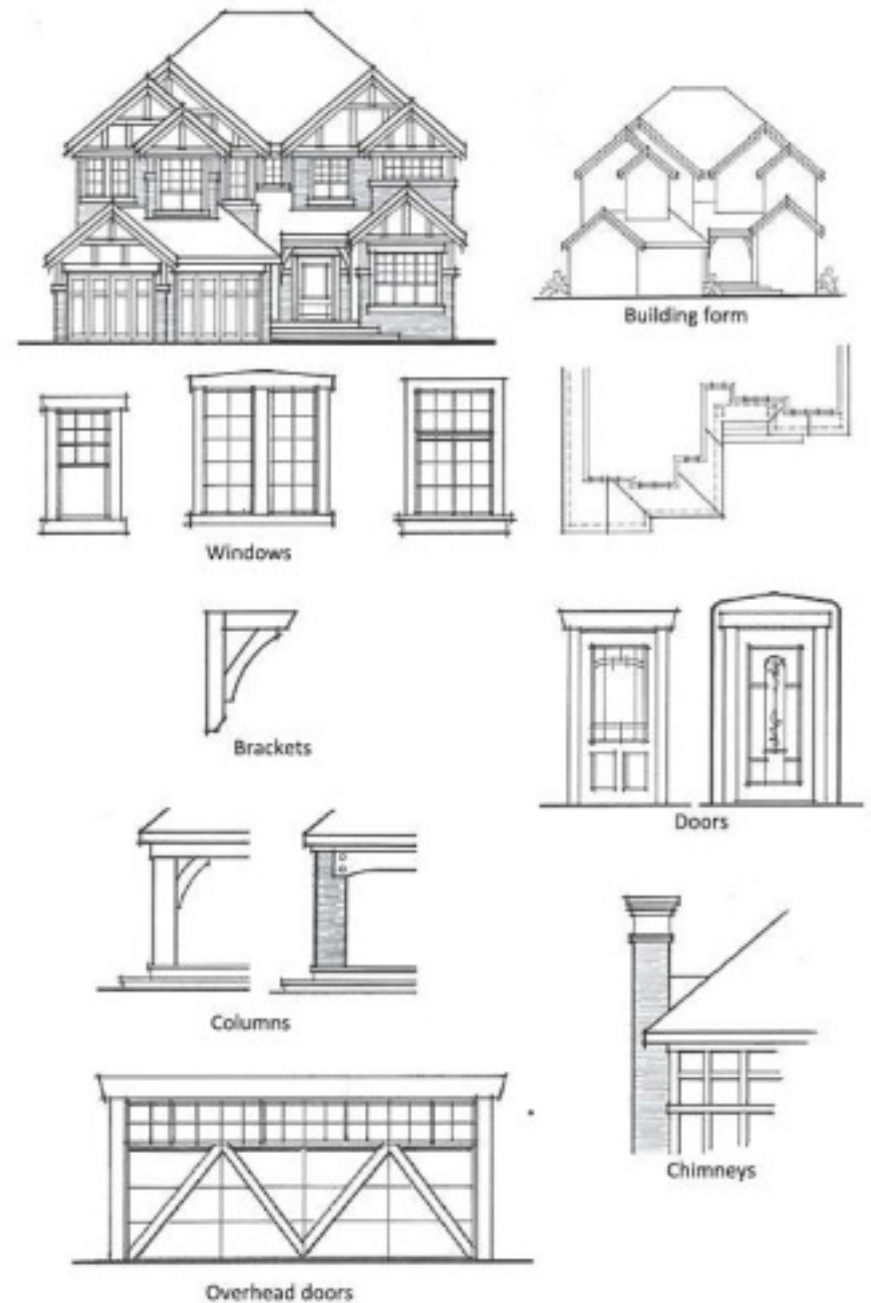 Building form
Windows
Brackets
Doors
Columns
Chimneys
Overhead doors